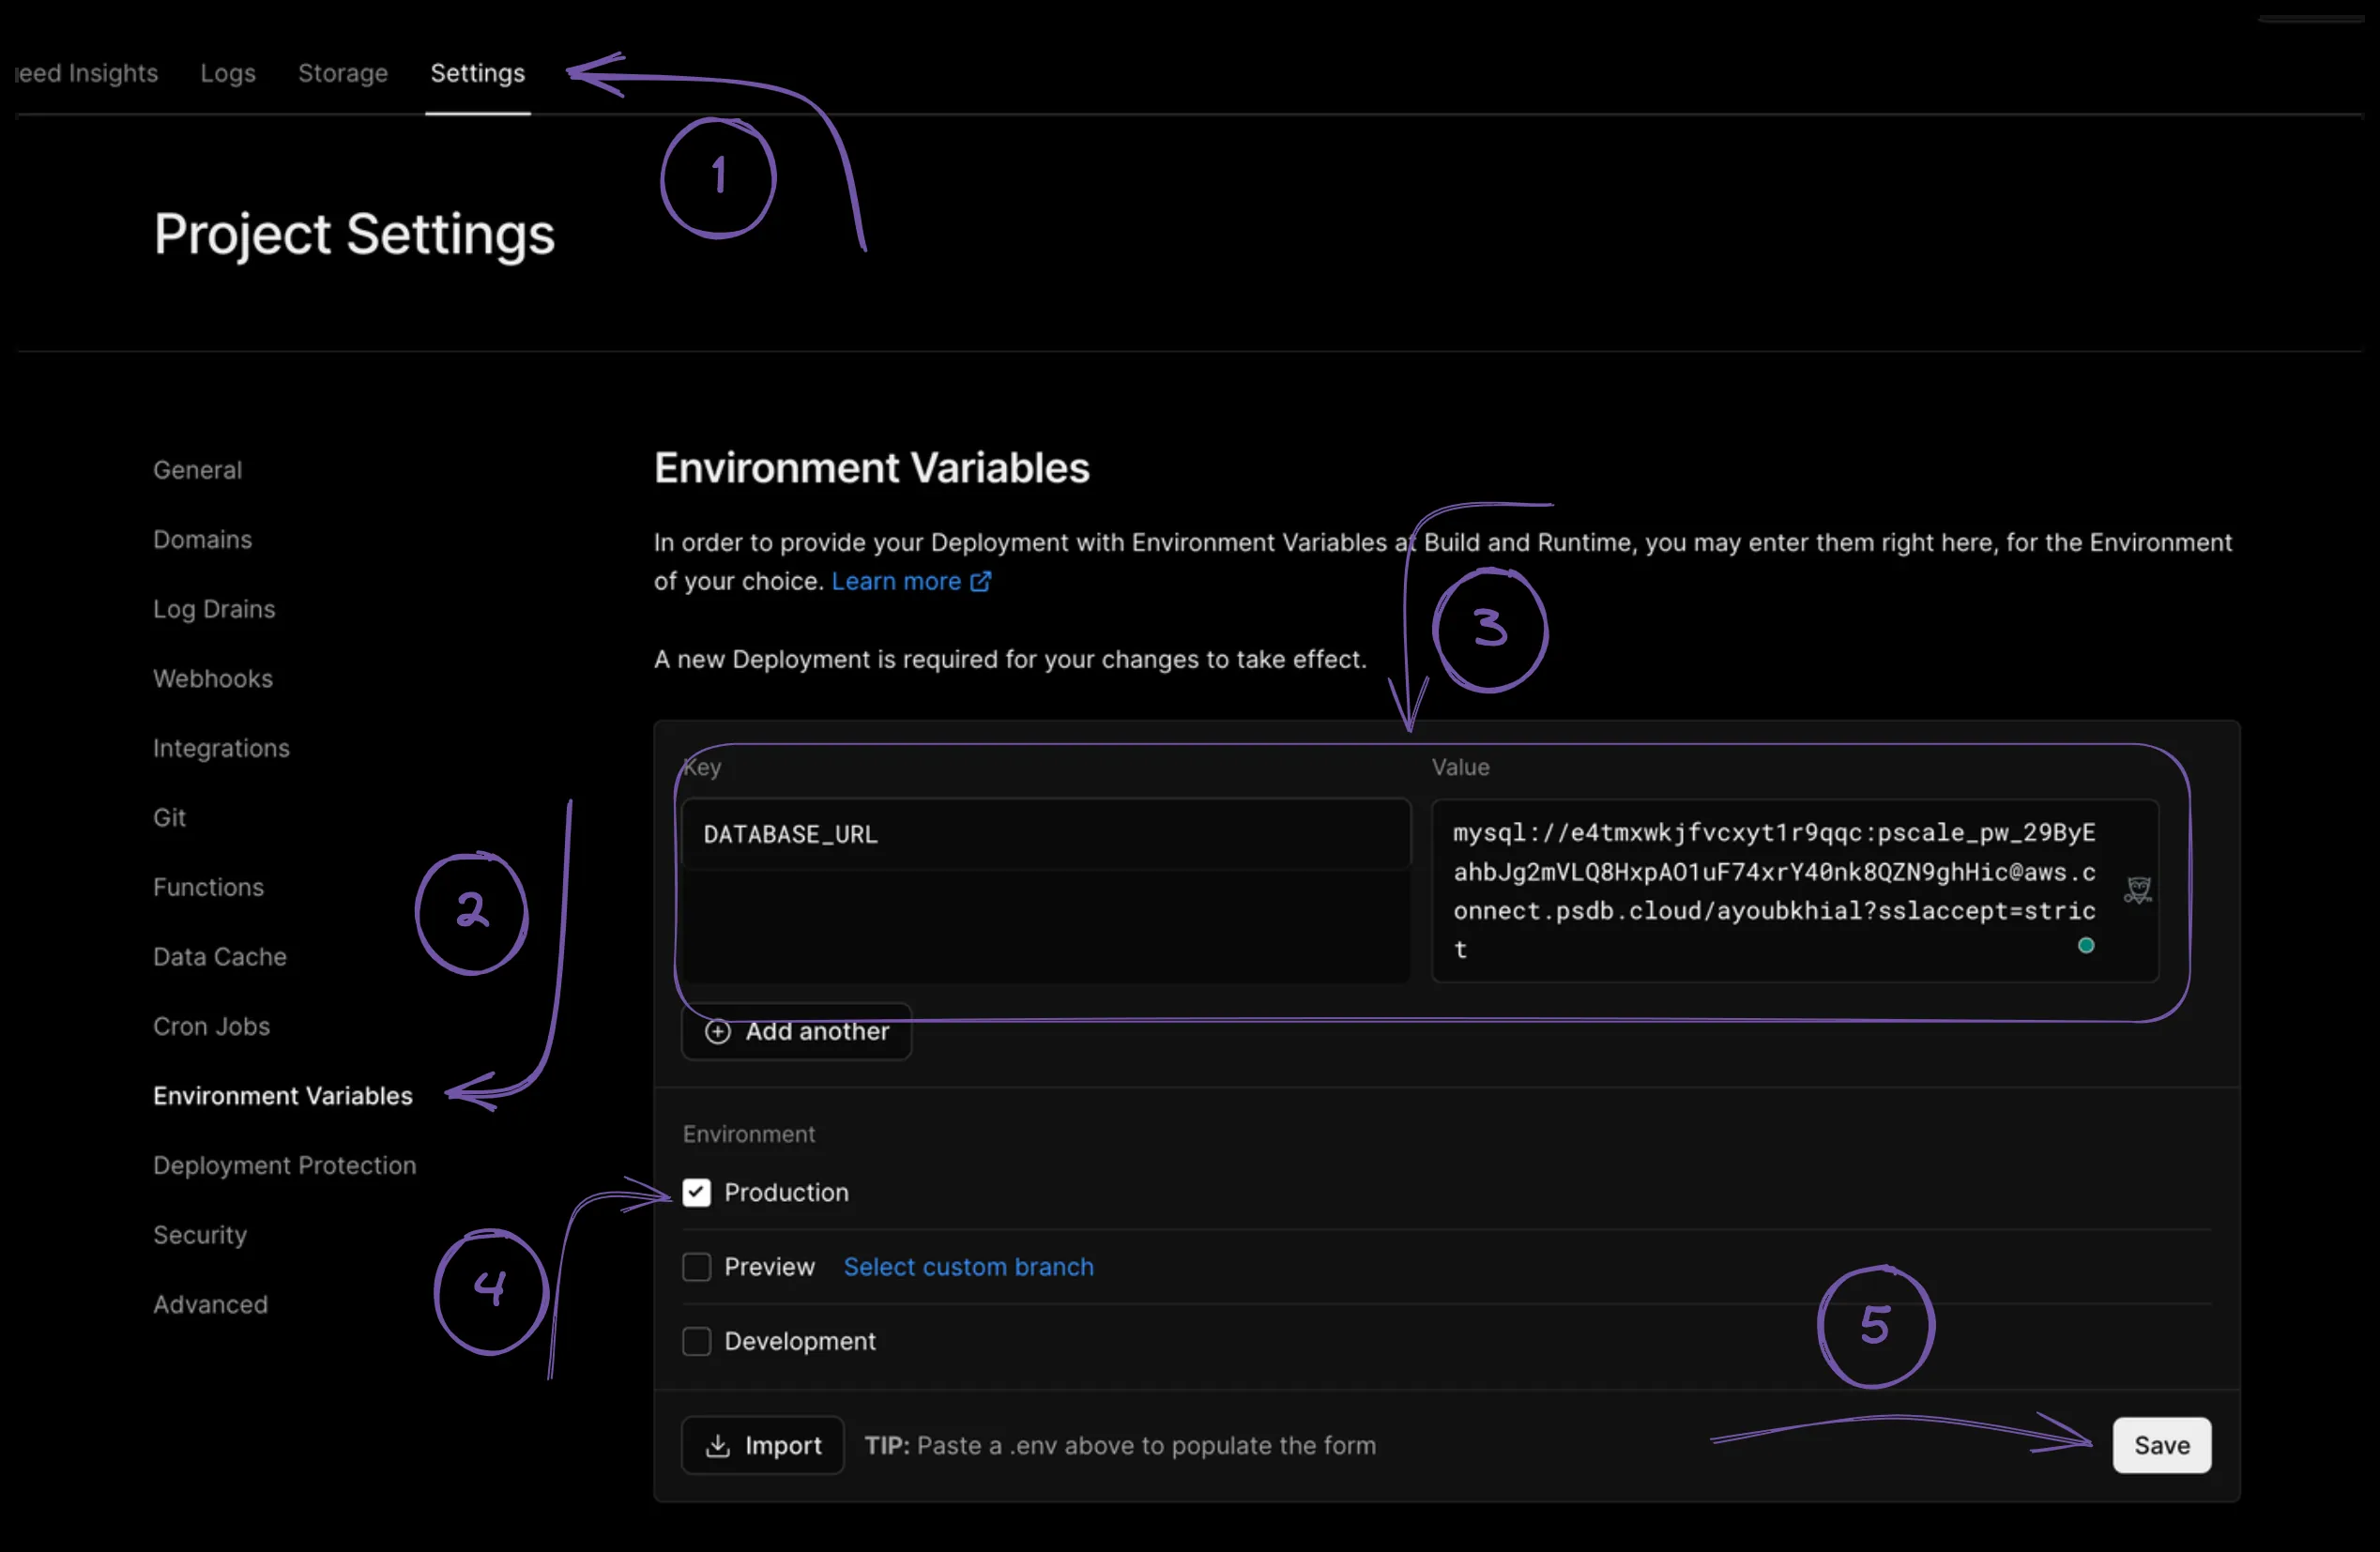 eed Insights Logs Storage Settings
1
Project Settings
General
Domains
Log Drains
Webhooks
Integrations
Git
Functions
Data Cache
Cron Jobs
Environment Variables
Deployment Protection
Security
Advanced
2
Environment Variables
In order to provide your Deployment with Environment Variables at Build and Runtime, you may enter them right here, for the Environment
of your choice. Learn more
A new Deployment is required for your changes to take effect.
3
Key
DATABASE_URL
Value
mysql://e4tmxwkjfvcxyt1r9qqc:pscale_pw_29ByE
ahbJg2mVLQ8HxpAO1uF74xrY40nk8QZN9ghHic@aws.c
onnect.psdb.cloud/ayoubkhial?sslaccept=stric
t
Add another
Environment
4
Production
Preview Select custom branch
Development
5
Import TIP: Paste a .env above to populate the form
Save